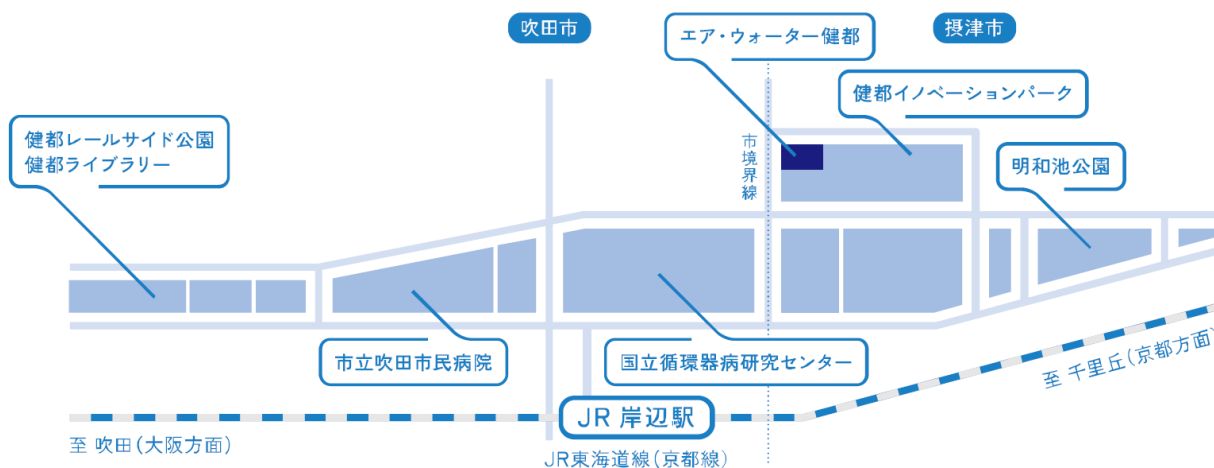 吹田市
エア・ウォーター健都
摂津市
健都イノベーションパーク
健都レールサイド公園
健都ライブラリー
市境界線
明和池公園
市立吹田市民病院
国立循環器病研究センター
至 千里丘(京都方面)
JR 岸辺駅
至 吹田(大阪方面)
JR東海道線(京都線)